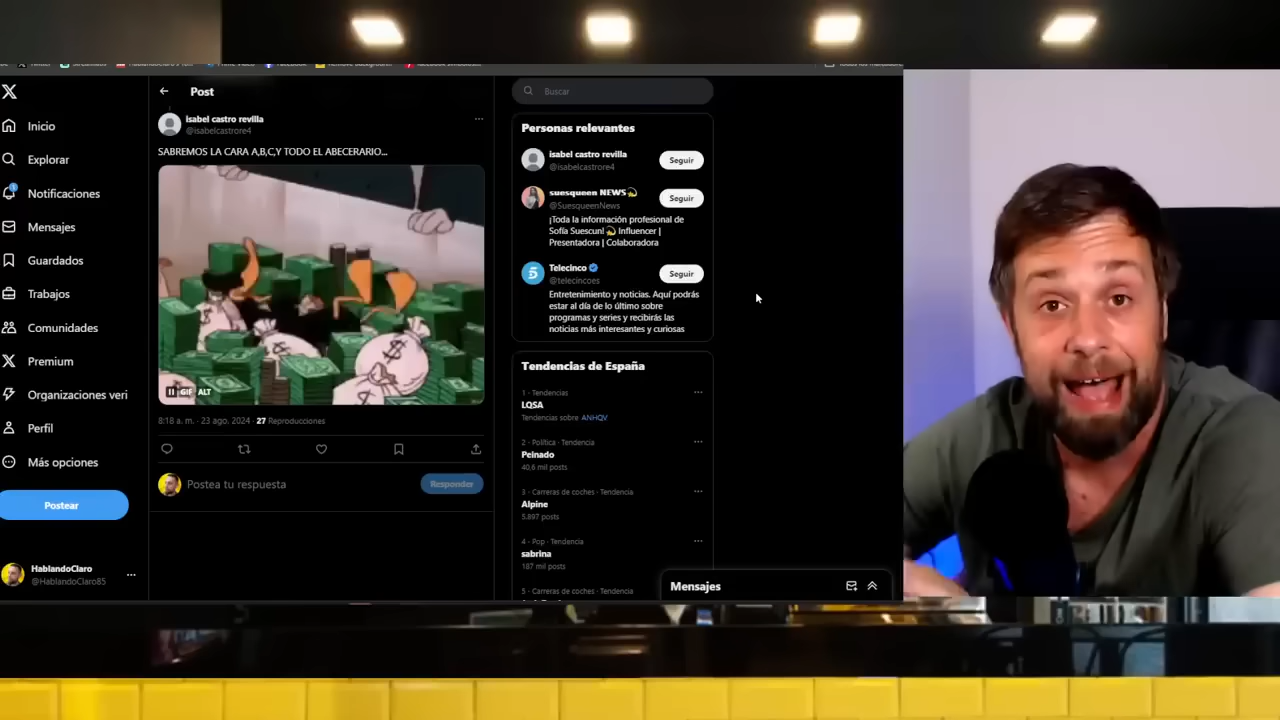 Post
Buscar
Inicio
Explorar
Notificaciones
Mensajes
Guardados
Trabajos
Comunidades
Premium
Organizaciones veri
Perfil
Más opciones
Postear
HablandoClaro
@HablandoClaro85
isabel castro revilla
@isabelcastrore4
SABREMOS LA CARA A,B,C,Y TODO EL ABECERARIO...
$
$
GIF ALT
8:18 a. m. · 23 ago. 2024 · 27 Reproducciones
Postea tu respuesta
Responder
Personas relevantes
isabel castro revilla
@isabelcastrore4
Seguir
suesqueen NEWS
@SuesqueenNews
Seguir
¡Toda la información profesional de
Sofía Suescun! Influencer |
Presentadora | Colaboradora
Telecinco
@telecincoes
Seguir
Entretenimiento y noticias. Aquí podrás
estar al día de lo último sobre
programas y series y recibirás las
noticias más interesantes y curiosas
Tendencias de España
1 · Tendencias
LQSA
Tendencias sobre ANHQV
2 · Política · Tendencia
Peinado
40,6 mil posts
3 · Carreras de coches · Tendencia
Alpine
5.897 posts
4 · Pop · Tendencia
sabrina
187 mil posts
5 · Carreras de coches · Tendencia
Mensajes